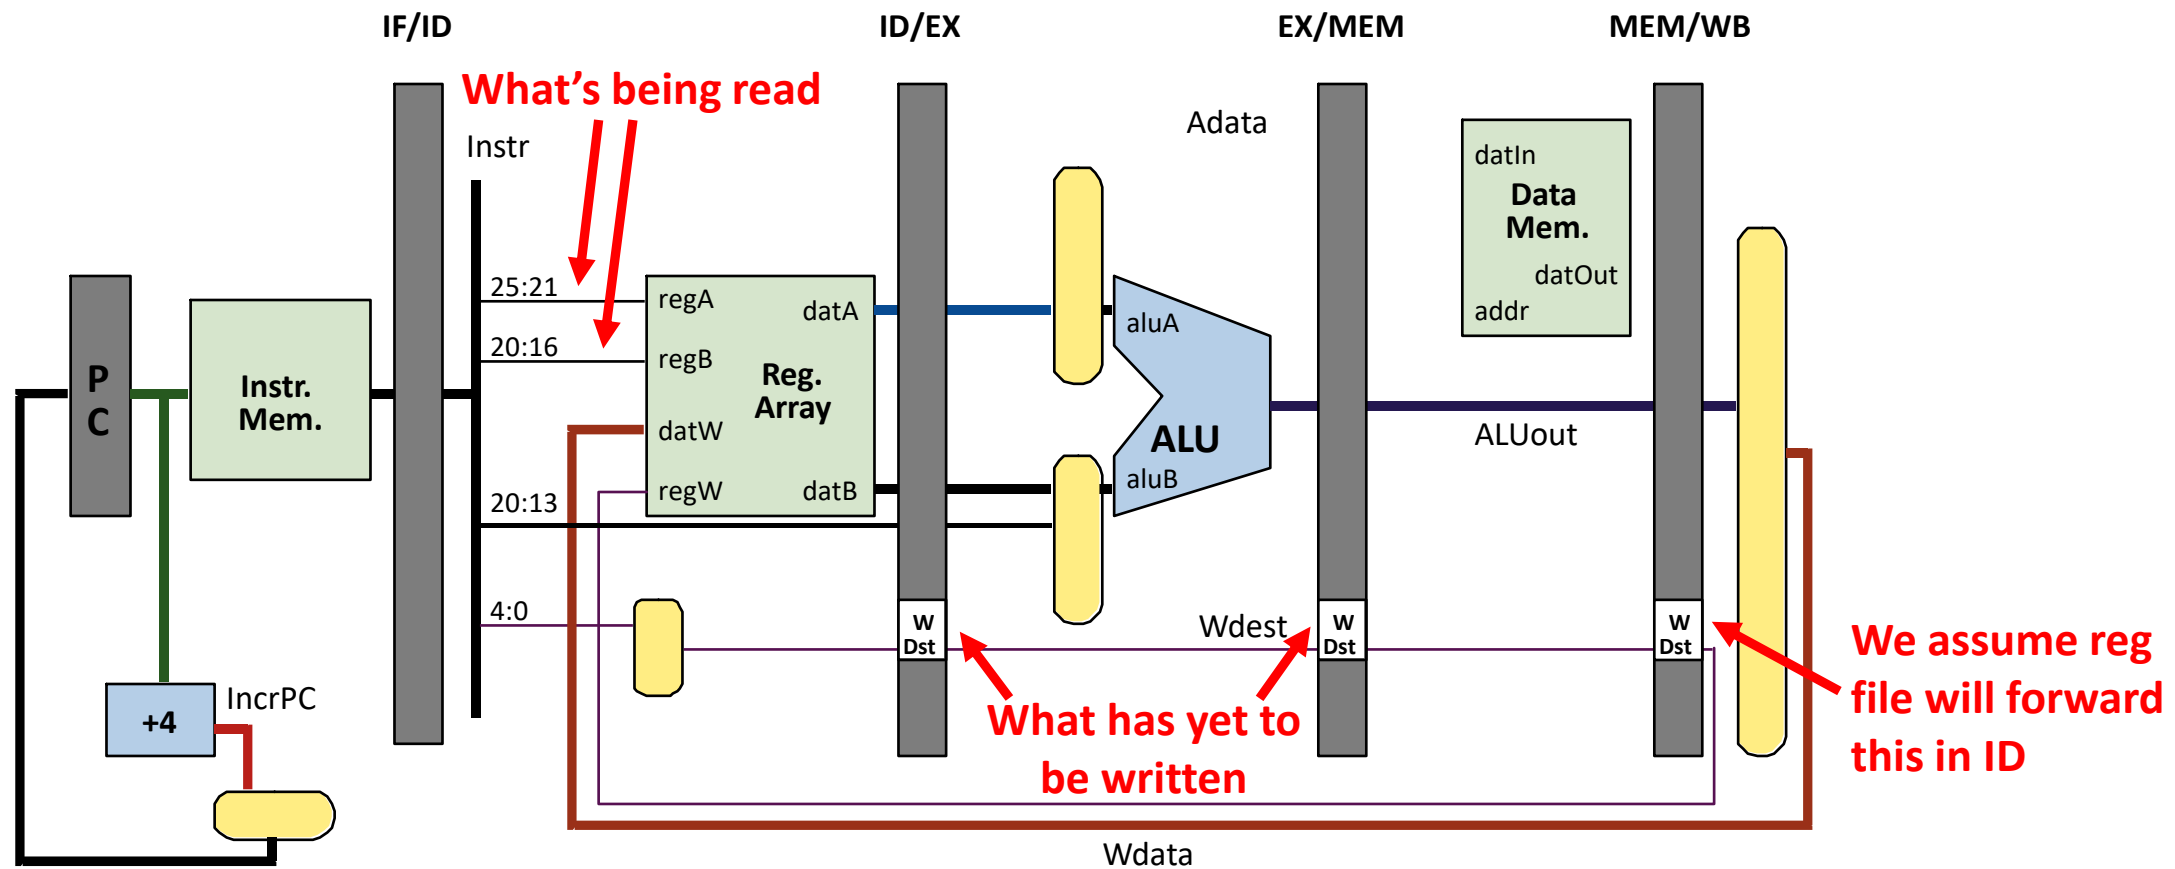 IF/ID
ID/EX
EX/MEM
MEM/WB
What's being read
Instr
Adata
datIn
Data
Mem.
datOut
addr
25:21
regA
datA
aluA
20:16
regB
P
C
Instr.
Mem.
Reg.
Array
datW
ALU
ALUout
aluB
regW
datB
20:13
4:0
W
Dst
Wdest
W
Dst
W
Dst
We assume reg
file will forward
this in ID
+4
IncrPC
What has yet to
be written
Wdata